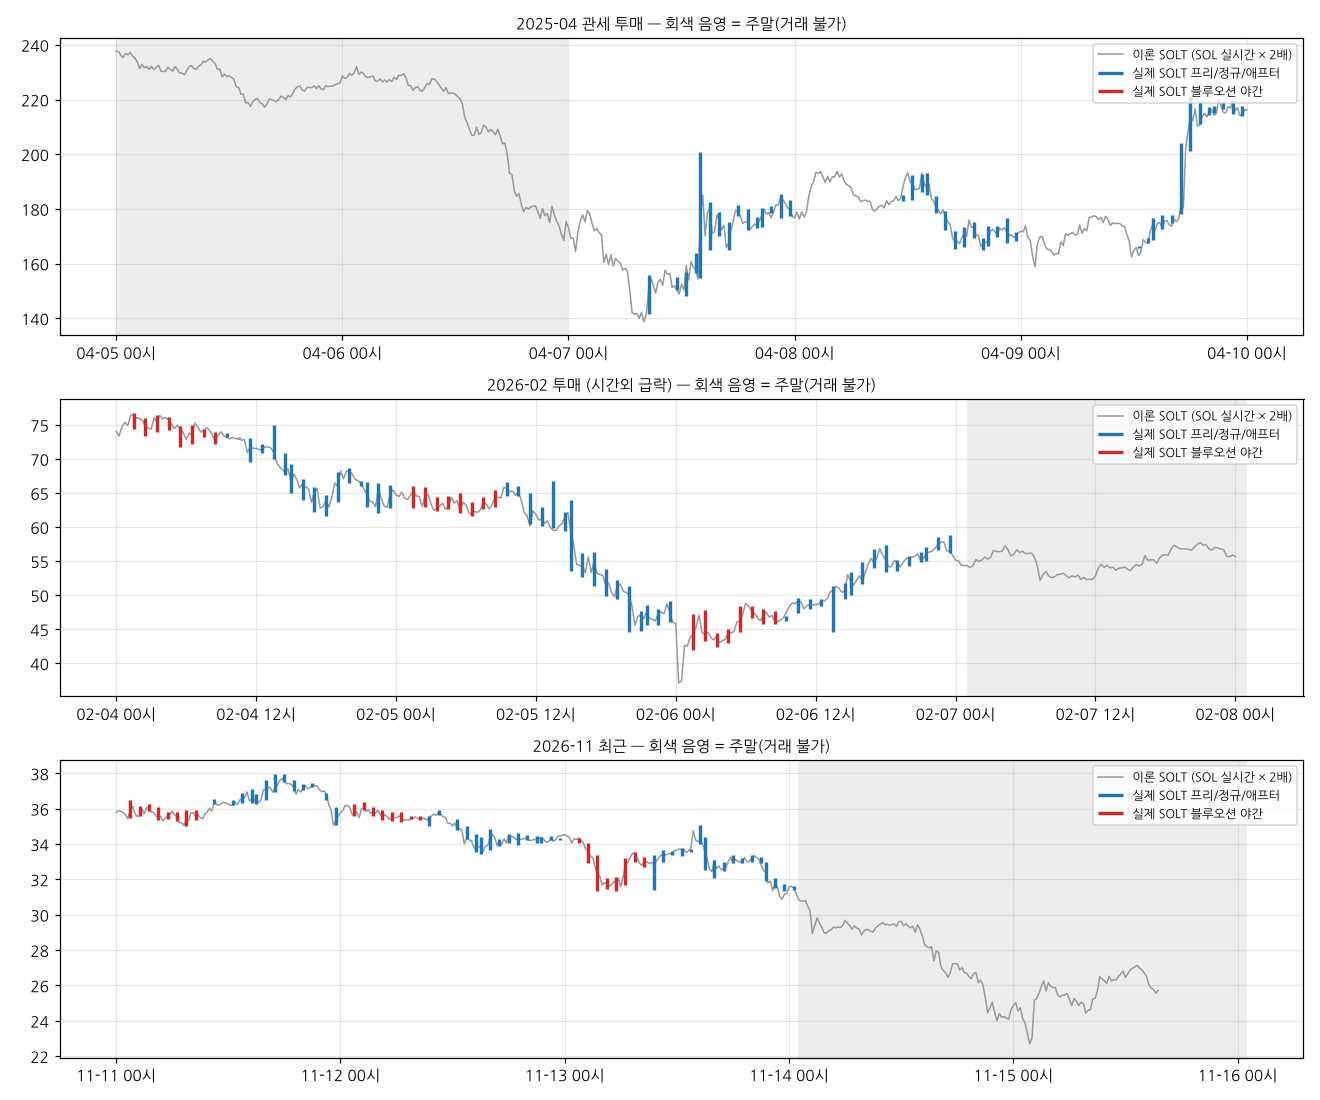 2025-04 관세 투매 — 회색 음영 = 주말(거래 불가)
240
220
200
180
160
140
이론 SOLT (SOL 실시간 × 2배)
실제 SOLT 프리/정규/애프터
실제 SOLT 블루오션 야간
04-05 00시
04-06 00시
04-07 00시
04-08 00시
04-09 00시
04-10 00시
2026-02 투매 (시간외 급락) — 회색 음영 = 주말(거래 불가)
75
70
65
60
55
50
45
40
이론 SOLT (SOL 실시간 × 2배)
실제 SOLT 프리/정규/애프터
실제 SOLT 블루오션 야간
02-04 00시
02-04 12시
02-05 00시
02-05 12시
02-06 00시
02-06 12시
02-07 00시
02-07 12시
02-08 00시
2026-11 최근 — 회색 음영 = 주말(거래 불가)
38
36
34
32
30
28
26
24
22
이론 SOLT (SOL 실시간 × 2배)
실제 SOLT 프리/정규/애프터
실제 SOLT 블루오션 야간
11-11 00시
11-12 00시
11-13 00시
11-14 00시
11-15 00시
11-16 00시